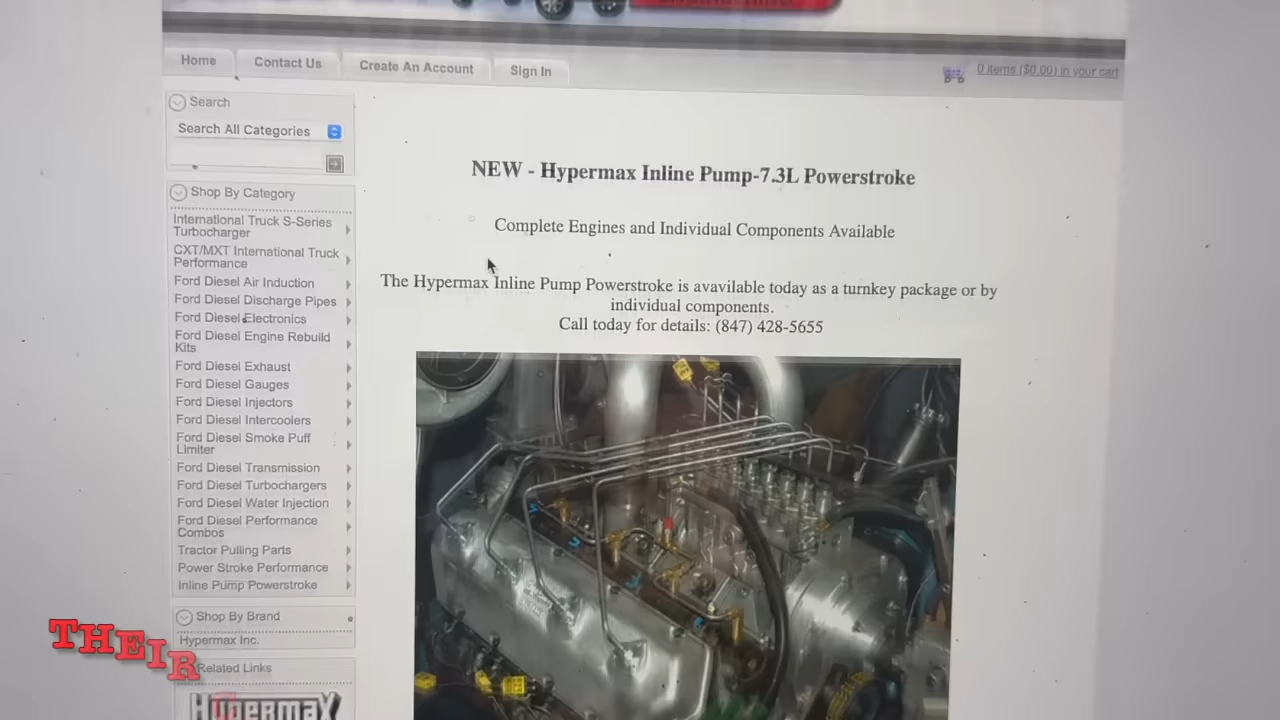 Home
Contact Us
Create An Account
Sign In
0 items ($0.00) in your cart
Search
Search All Categories
Shop By Category
International Truck S-Series
Turbocharger
CXT/MXT International Truck
Performance
Ford Diesel Air Induction
Ford Diesel Discharge Pipes
Ford Diesel Electronics
Ford Diesel Engine Rebuild
Kits
Ford Diesel Exhaust
Ford Diesel Gauges
Ford Diesel Injectors
Ford Diesel Intercoolers
Ford Diesel Smoke Puff
Limiter
Ford Diesel Transmission
Ford Diesel Turbochargers
Ford Diesel Water Injection
Ford Diesel Performance
Combos
Tractor Pulling Parts
Power Stroke Performance
Inline Pump Powerstroke
Shop By Brand
Hypermax Inc.
Related Links
HypermaX
THEIR
NEW - Hypermax Inline Pump-7.3L Powerstroke
Complete Engines and Individual Components Available
The Hypermax Inline Pump Powerstroke is avavilable today as a turnkey package or by
individual components.
Call today for details: (847) 428-5655